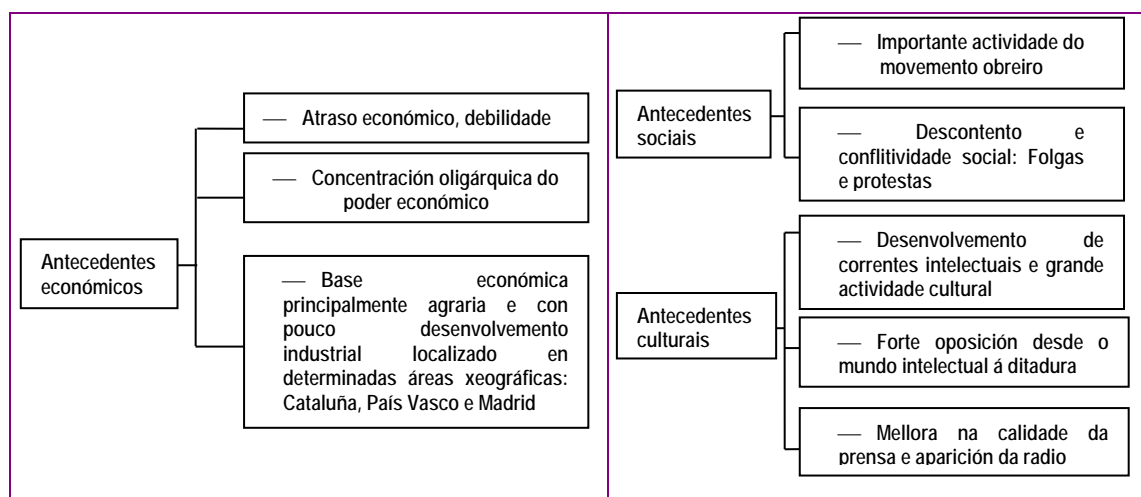 Antecedentes
económicos
— Atraso económico, debilidade
— Concentración oligárquica do
poder económico
— Base económica
principalmente agraria e con
pouco desenvolvemento
industrial localizado en
determinadas áreas xeográficas:
Cataluña, País Vasco e Madrid
Antecedentes
sociais
— Importante actividade do
movemento obreiro
— Descontento e
conflitividade social: Folgas
e protestas
Antecedentes
culturais
— Desenvolvemento de
correntes intelectuais e grande
actividade cultural
— Forte oposición desde o
mundo intelectual á ditadura
— Mellora na calidade da
prensa e aparición da radio